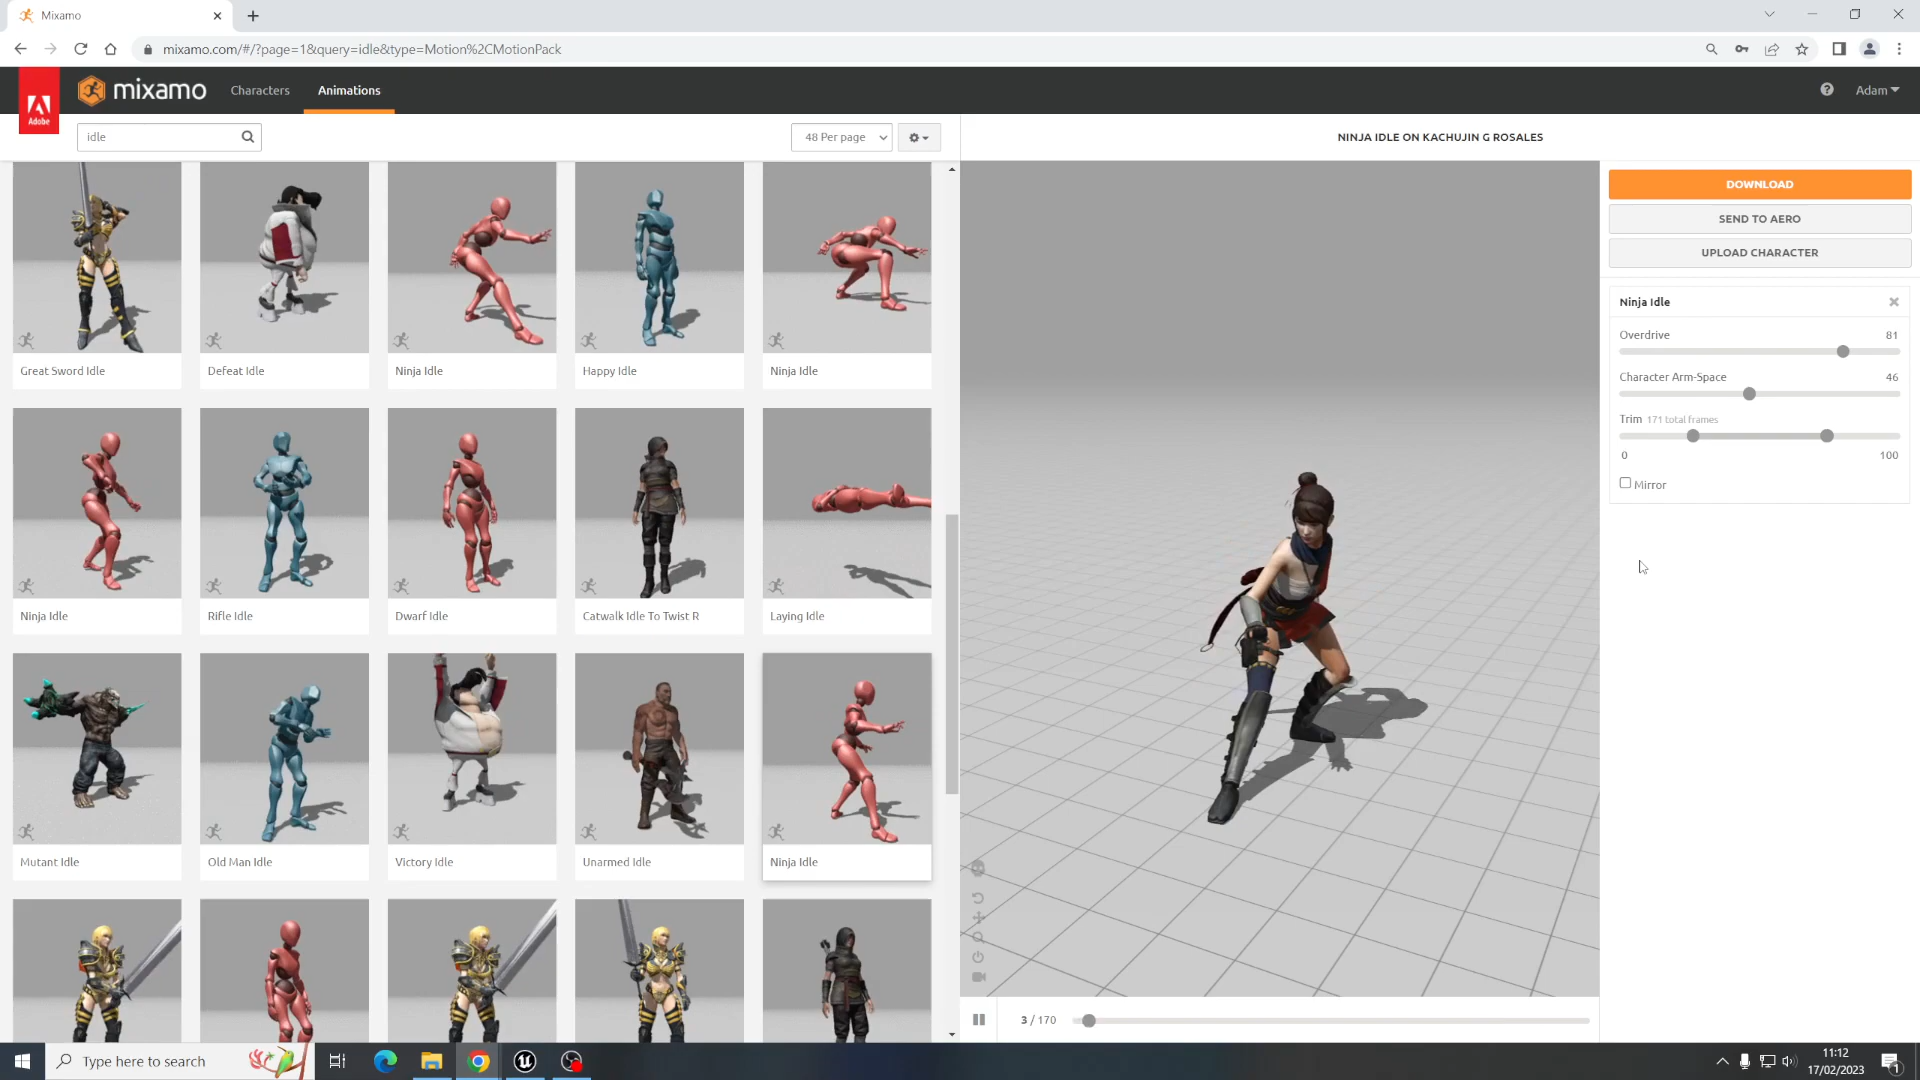 Mixamo
mixamo.com/#/?page=1&query=idle&type=Motion%2CMotionPack
Adobe
mixamo
Characters
Animations
Adam
idle
48 Per page
NINJA IDLE ON KACHUJIN G ROSALES
DOWNLOAD
SEND TO AERO
UPLOAD CHARACTER
Ninja Idle
Overdrive 81
Character Arm-Space 46
Trim 171 total frames
0 100
Mirror
Great Sword Idle
Defeat Idle
Ninja Idle
Happy Idle
Ninja Idle
Ninja Idle
Rifle Idle
Dwarf Idle
Catwalk Idle To Twist R
Laying Idle
Mutant Idle
Old Man Idle
Victory Idle
Unarmed Idle
Ninja Idle
3 / 170
Type here to search
11:12
17/02/2023
1